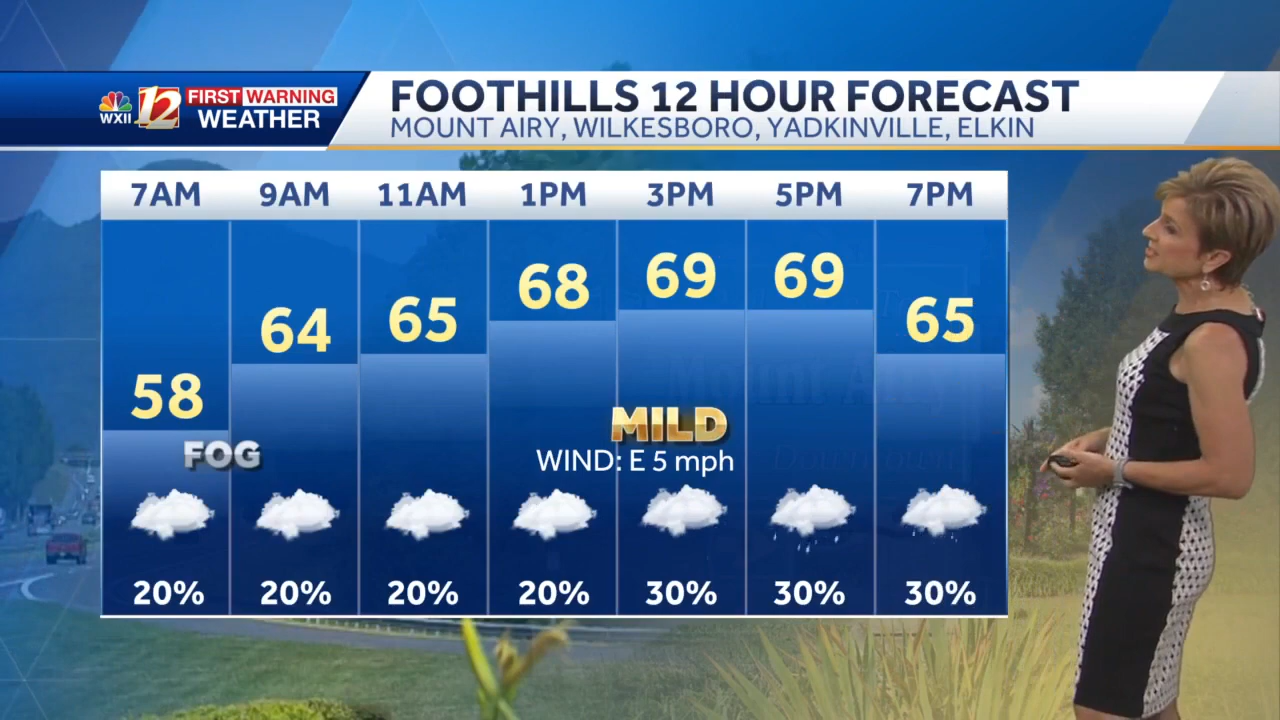 WXII 12 FIRST WARNING
WEATHER
FOOTHILLS 12 HOUR FORECAST
MOUNT AIRY, WILKESBORO, YADKINVILLE, ELKIN
7AM 9AM 11AM 1PM 3PM 5PM 7PM
58 64 65 68 69 69 65
FOG
MILD
WIND: E 5 mph
20% 20% 20% 20% 30% 30% 30%